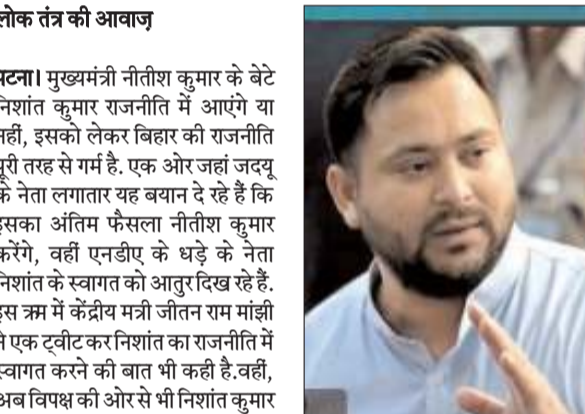 लोक तंत्र की आवाज़
पटना। मुख्यमंत्री नीतीश कुमार के बेटे
निशांत कुमार राजनीति में आएंगे या
नहीं, इसको लेकर बिहार की राजनीति
पूरी तरह से गर्म है. एक ओर जहां जदयू
के नेता लगातार यह बयान दे रहे हैं कि
इसका अंतिम फैसला नीतीश कुमार
करेंगे, वहीं एनडीए के धड़े के नेता
निशांत के स्वागत को आतुर दिख रहे हैं.
इस क्रम में केंद्रीय मत्री जीतन राम मांझी
ने एक ट्वीट कर निशांत का राजनीति में
स्वागत करने की बात भी कही है.वहीं,
अब विपक्ष की ओर से भी निशांत कुमार